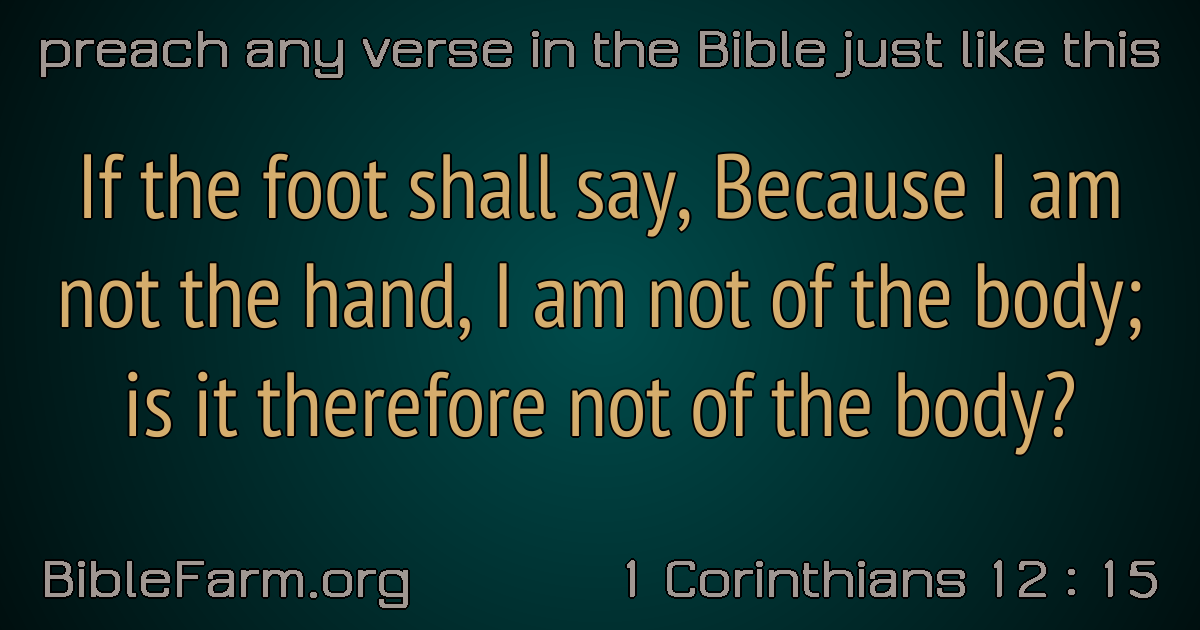 preach any verse in the Bible just like this
If the foot shall say, Because I am
not the hand, I am not of the body;
is it therefore not of the body?
BibleFarm.org
1 Corinthians 12 : 15